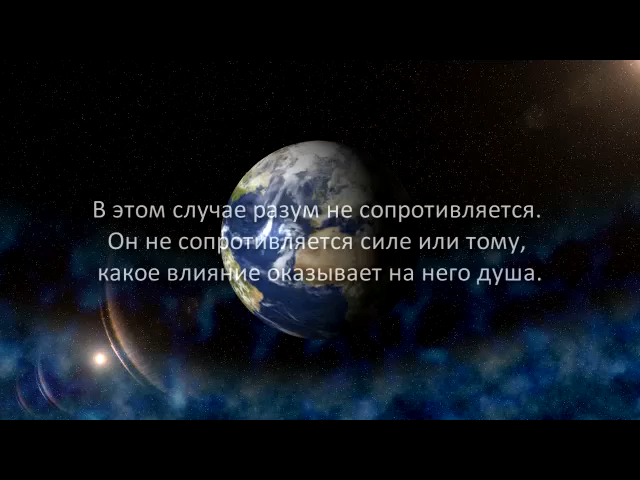 В этом случае разум не сопротивляется.
Он не сопротивляется силе или тому,
какое влияние оказывает на него душа.